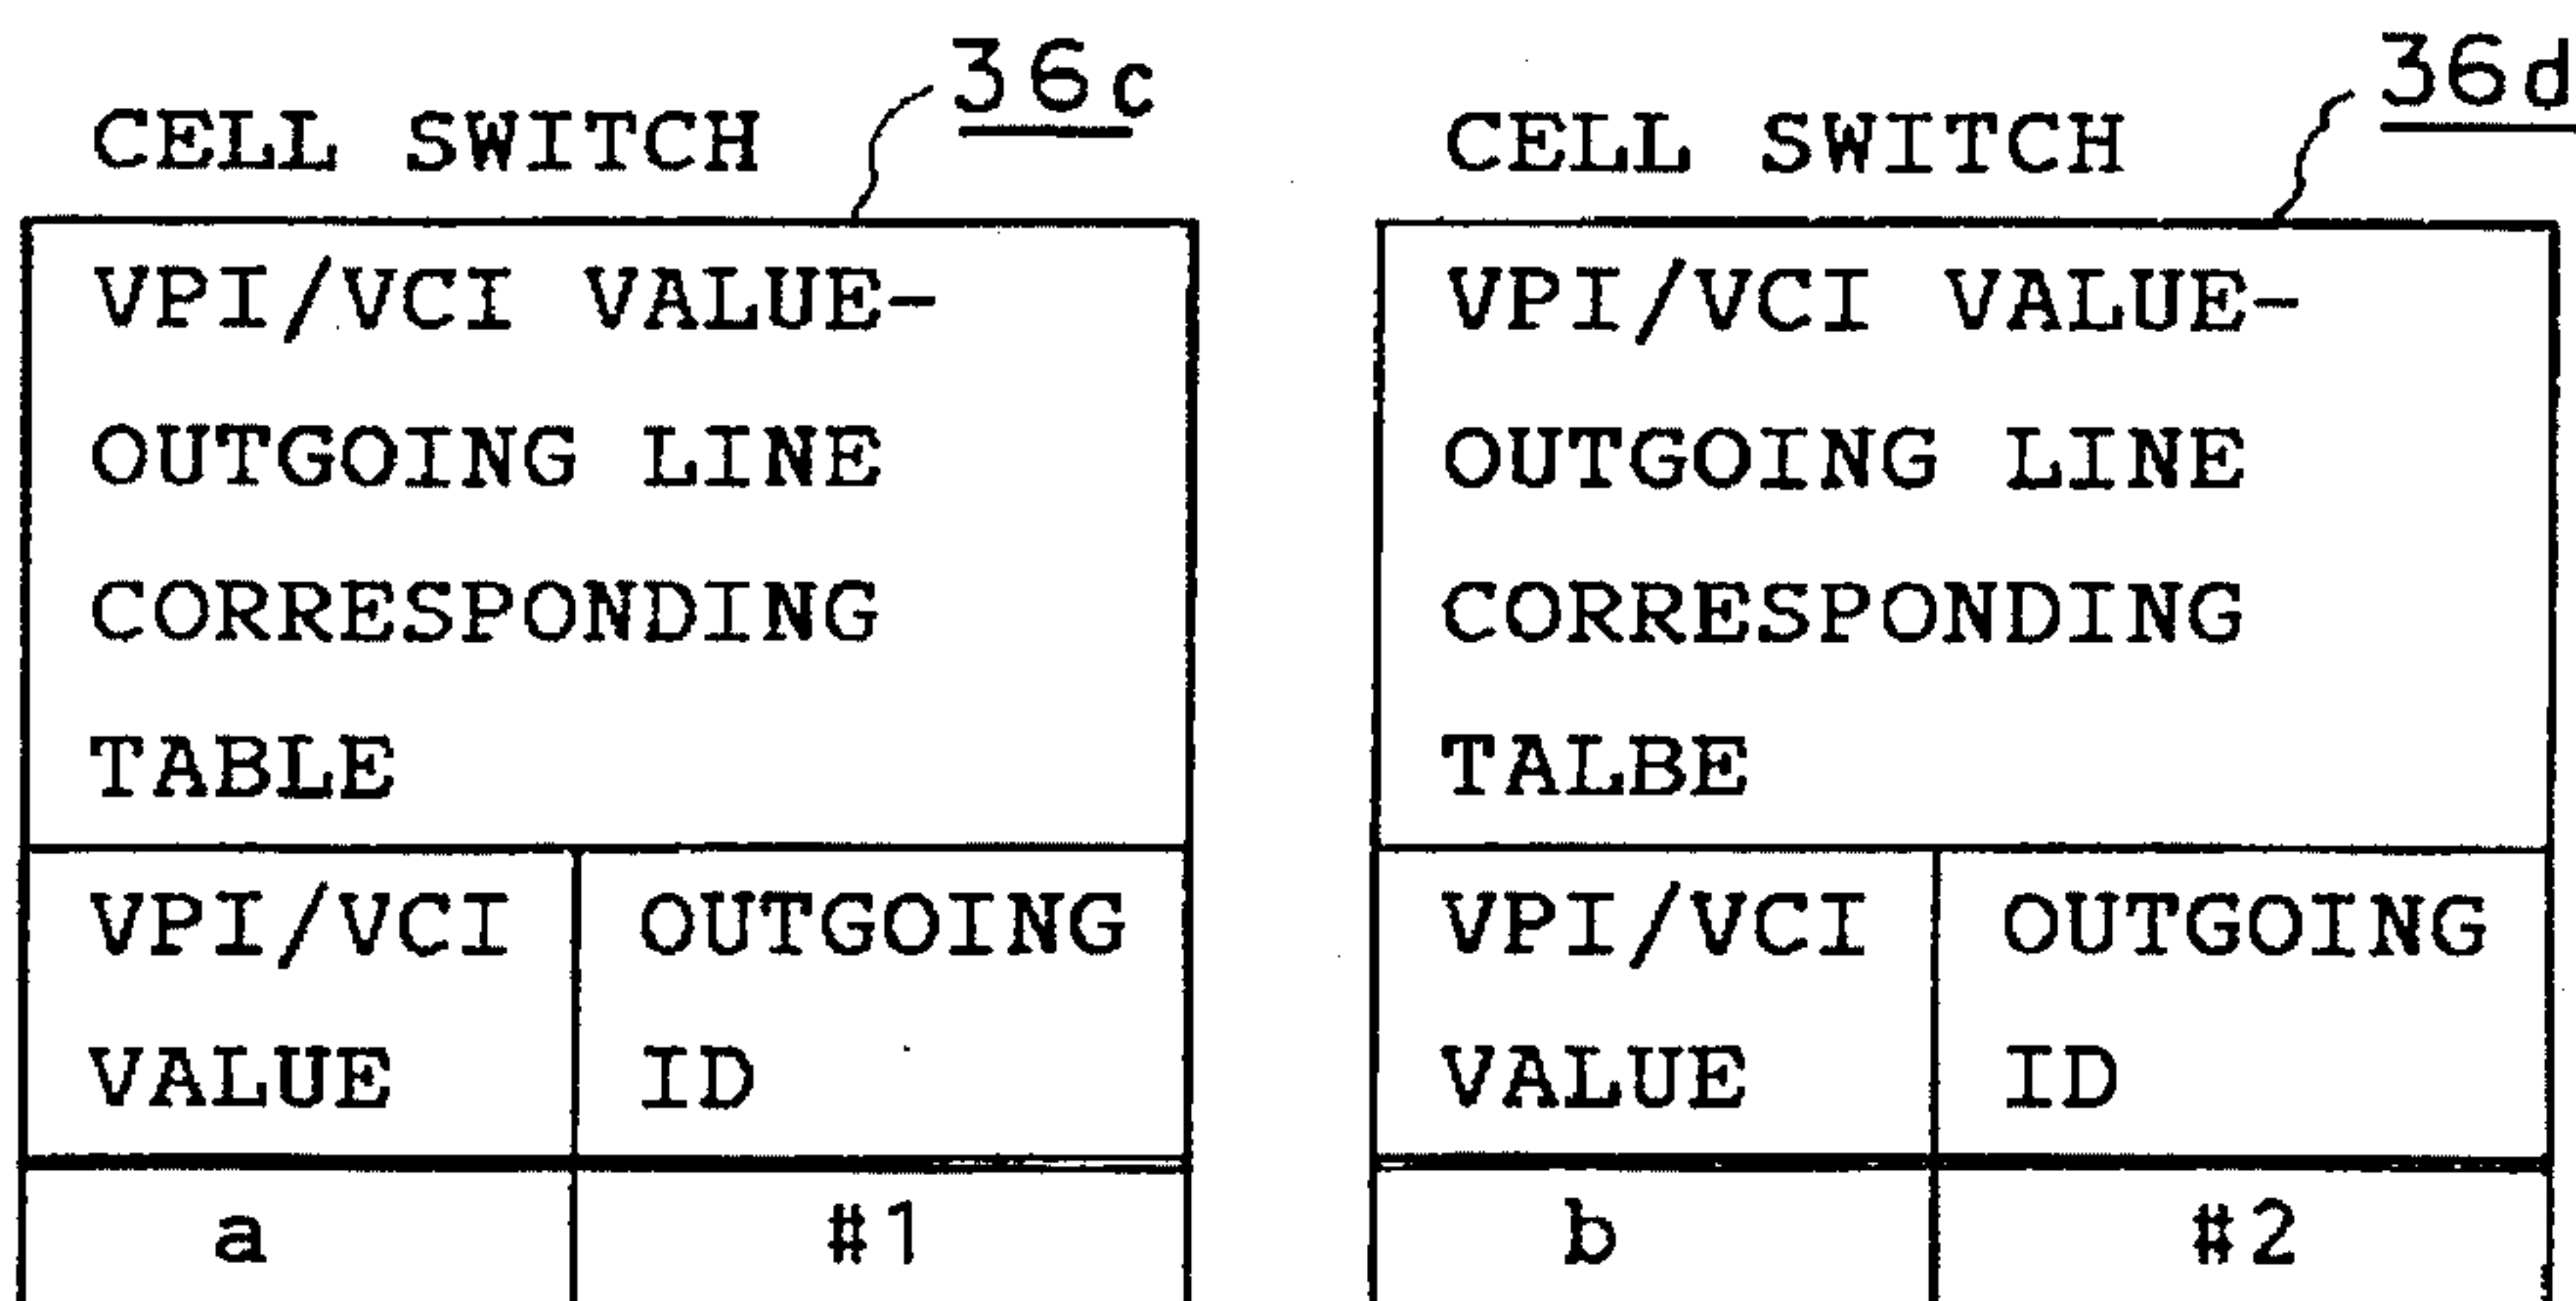 CELL SWITCH 36c
VPI/VCI VALUE-
OUTGOING LINE
CORRESPONDING
TABLE
VPI/VCI
VALUE
OUTGOING
ID
a #1
CELL SWITCH 36d
VPI/VCI VALUE-
OUTGOING LINE
CORRESPONDING
TALBE
VPI/VCI
VALUE
OUTGOING
ID
b #2